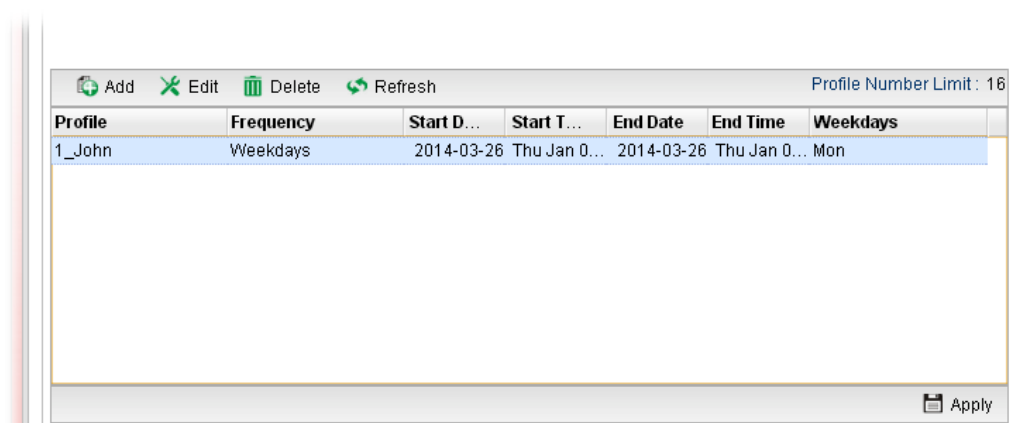 Add Edit Delete Refresh Profile Number Limit : 16
Profile Frequency Start D... Start T... End Date End Time Weekdays
1_John Weekdays 2014-03-26 Thu Jan 0... 2014-03-26 Thu Jan 0... Mon
Apply